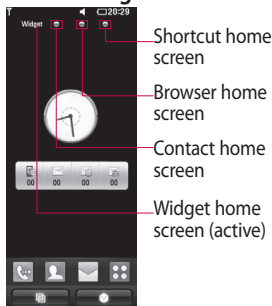 20:29
Widget
Shortcut home
screen
Browser home
screen
Contact home
screen
Widget home
screen (active)
00 00 00 00